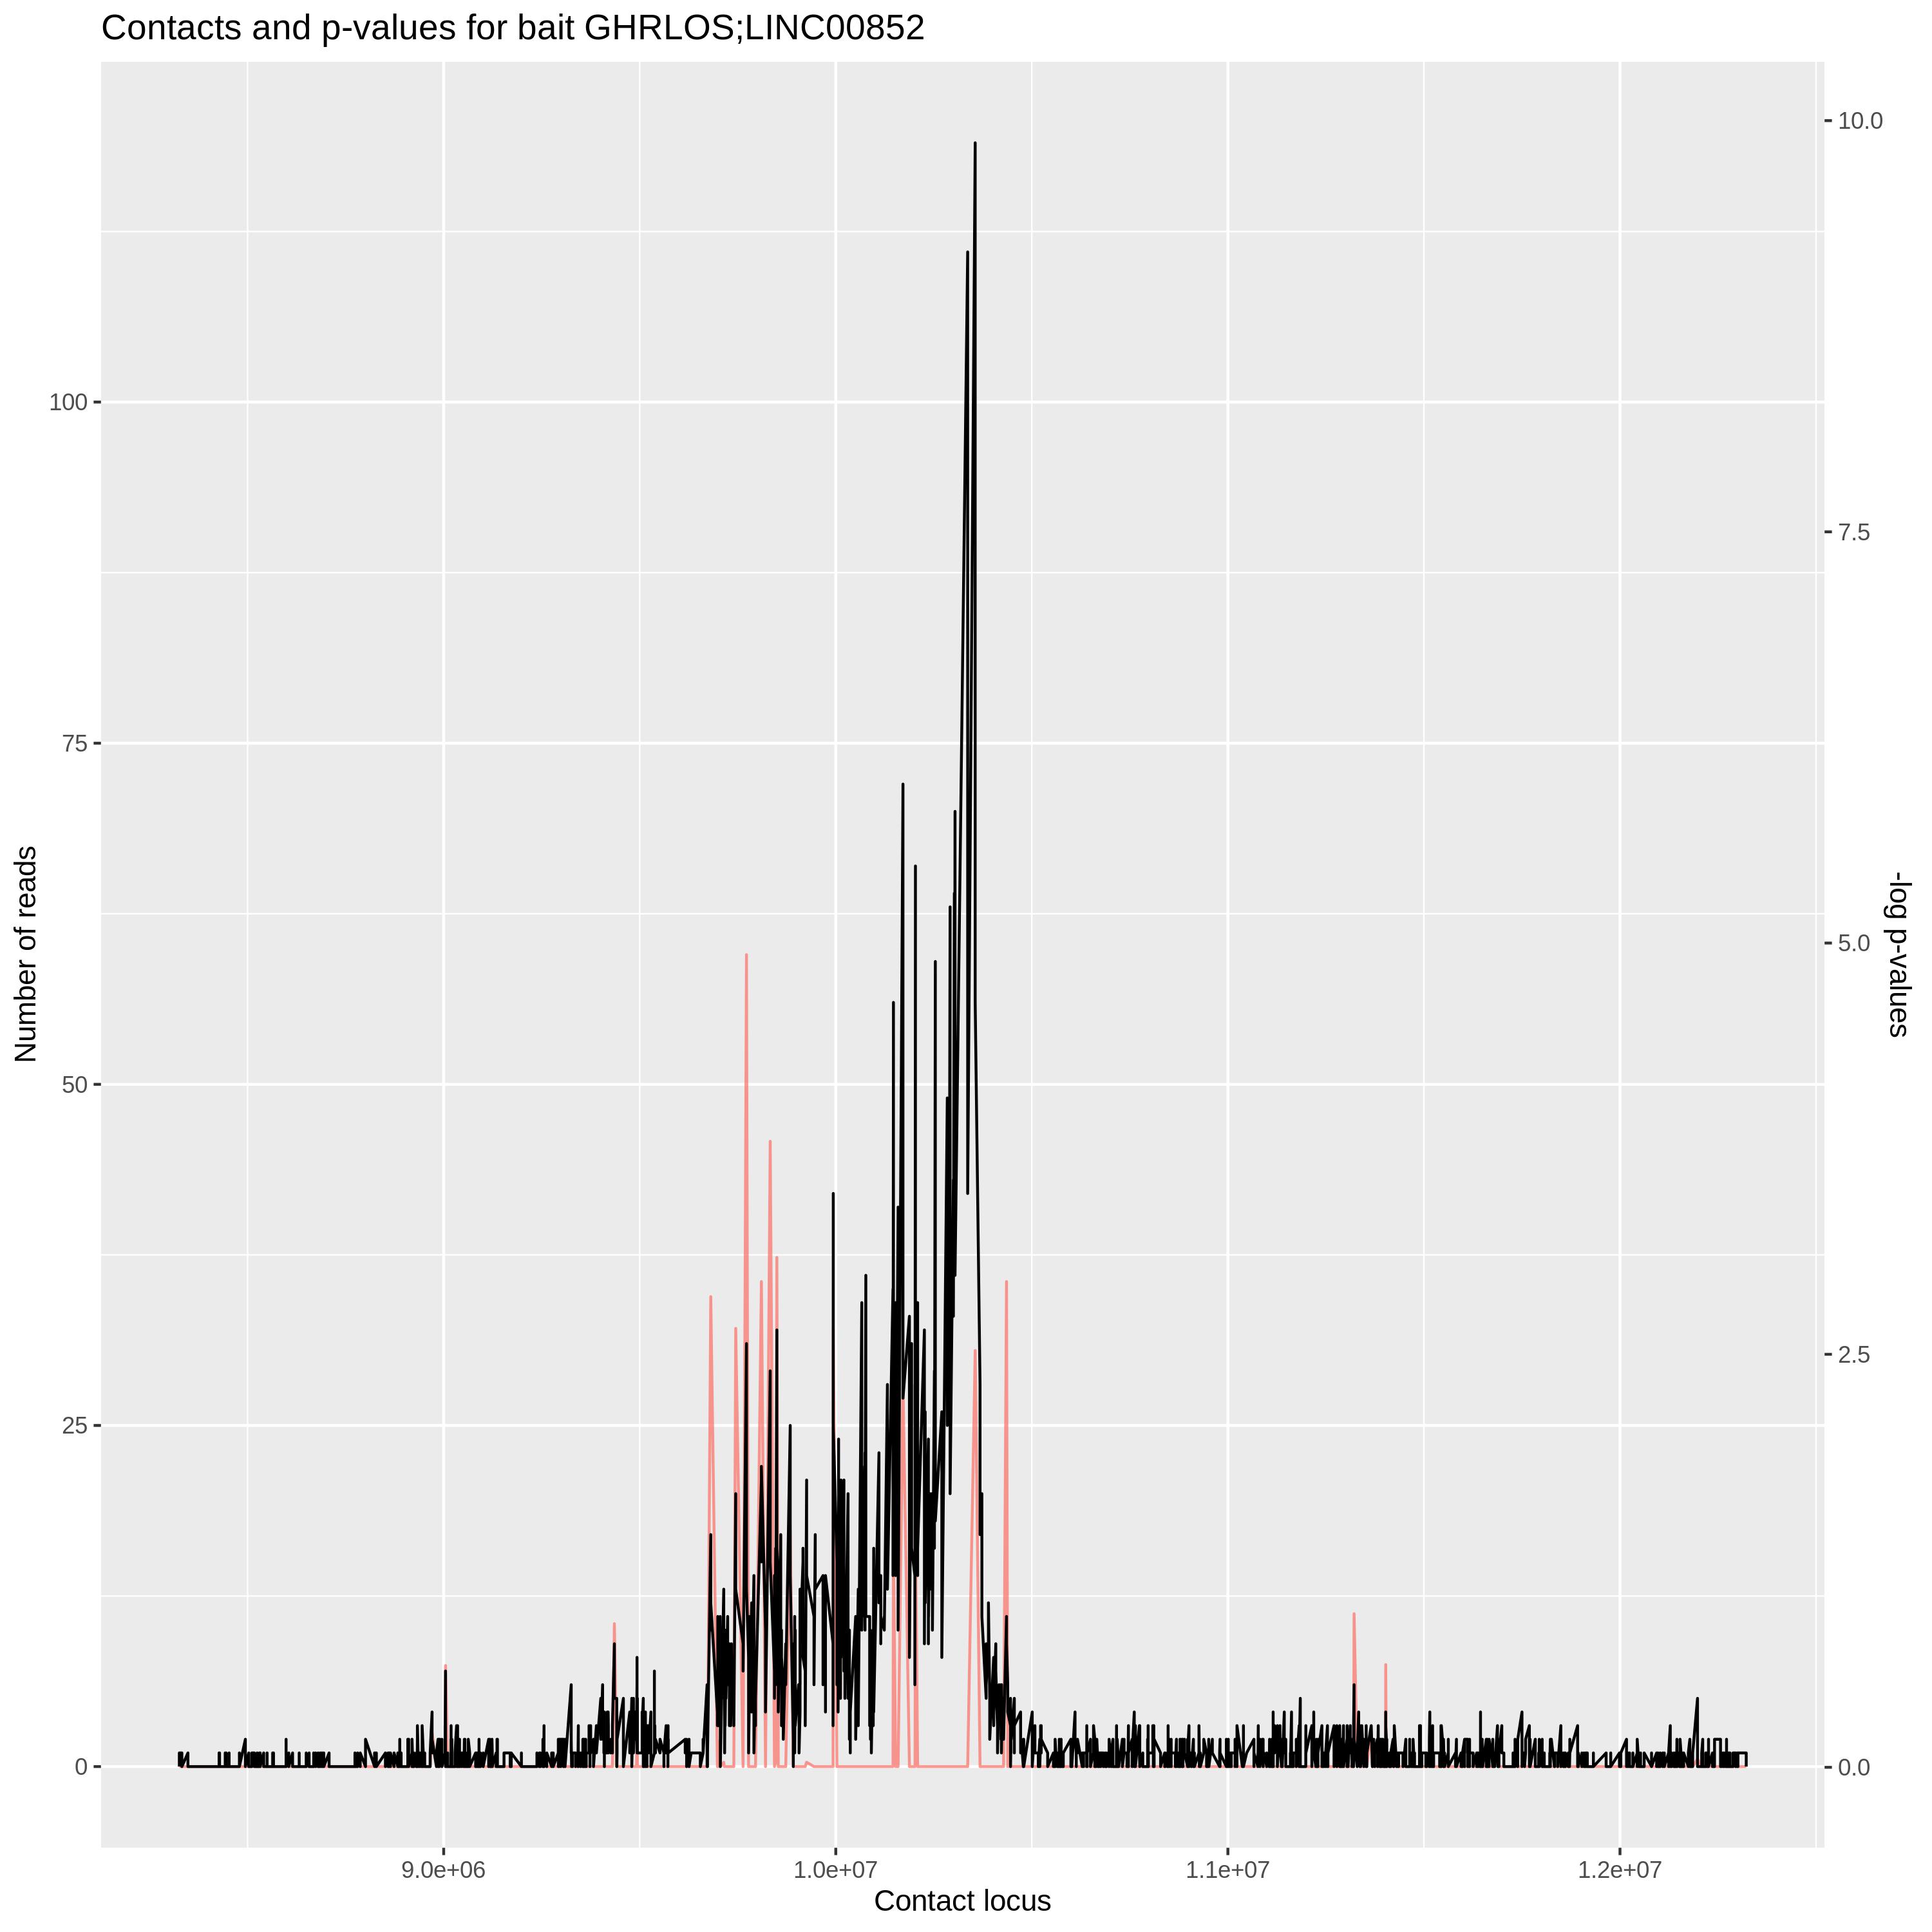 Contacts and p-values for bait GHRLOS;LINC00852
Number of reads
100
75
50
25
0
10.0
7.5
5.0
2.5
0.0
-log p-values
9.0e+06
1.0e+07
1.1e+07
1.2e+07
Contact locus